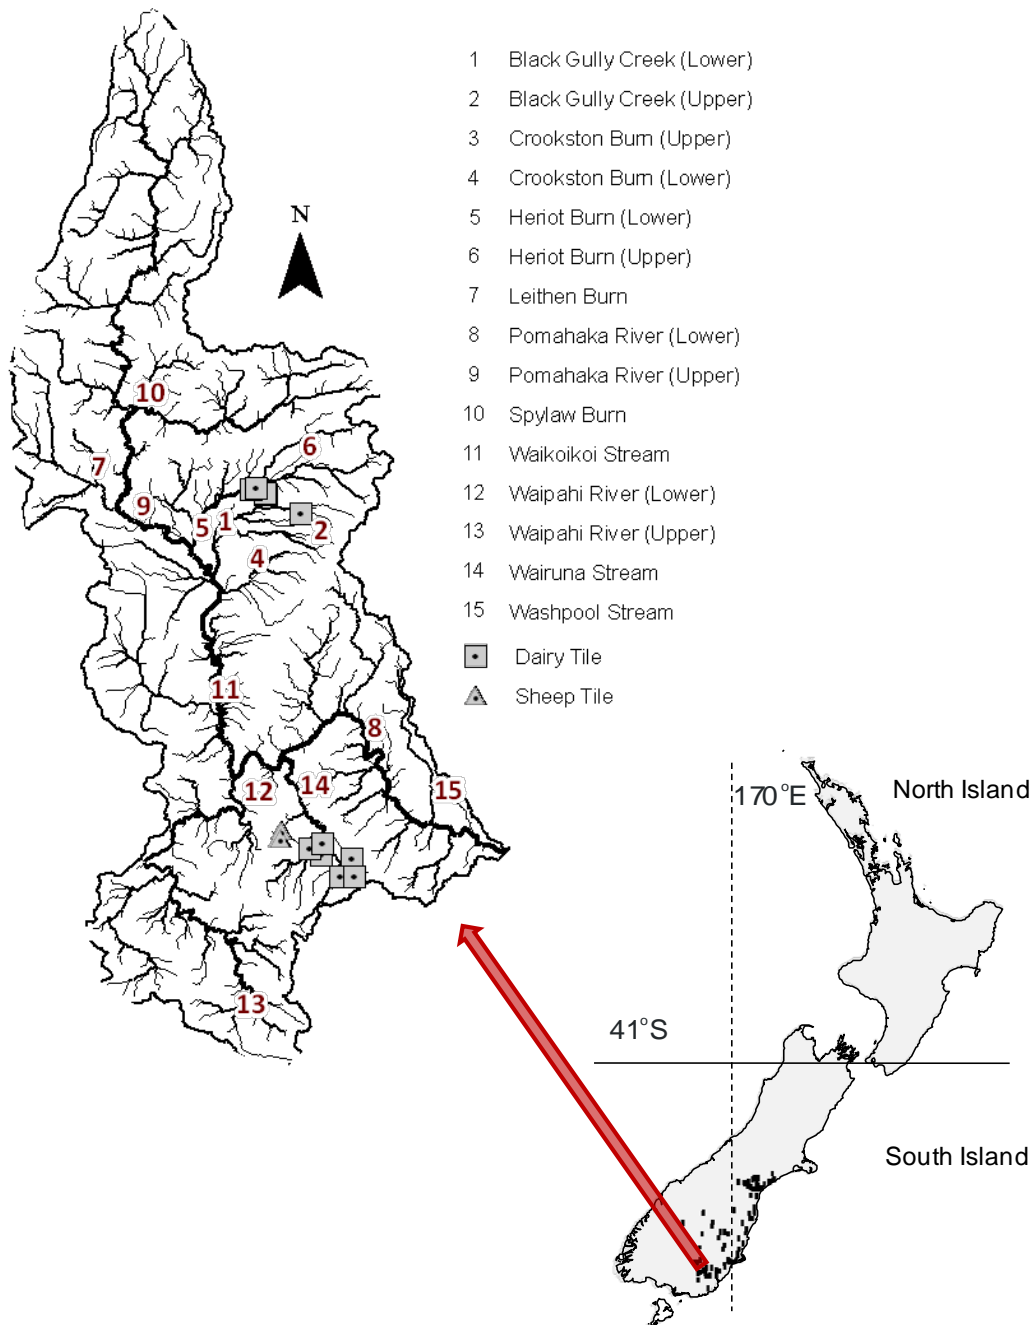 1 Black Gully Creek (Lower)
2 Black Gully Creek (Upper)
3 Crookston Burn (Upper)
4 Crookston Burn (Lower)
5 Heriot Burn (Lower)
6 Heriot Burn (Upper)
7 Leithen Burn
8 Pomahaka River (Lower)
9 Pomahaka River (Upper)
10 Spylaw Burn
11 Waikoikoi Stream
12 Waipahi River (Lower)
13 Waipahi River (Upper)
14 Wairuna Stream
15 Washpool Stream
Dairy Tile
Sheep Tile
N
10
6
7
9
5
1
2
4
11
8
12
14
15
13
170°E
North Island
41°S
South Island